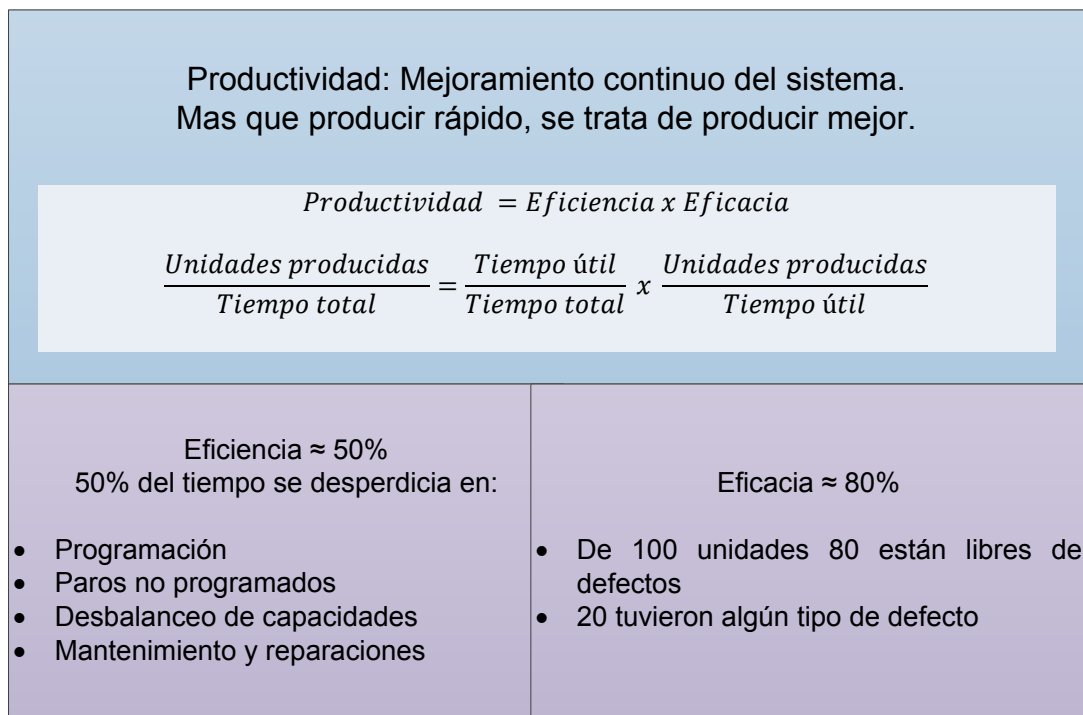 Productividad: Mejoramiento continuo del sistema.
Mas que producir rápido, se trata de producir mejor.
Productividad = Eficiencia x Eficacia
Unidades producidas / Tiempo total = Tiempo útil / Tiempo total x Unidades producidas / Tiempo útil
Eficiencia ≈ 50%
50% del tiempo se desperdicia en:
• Programación
• Paros no programados
• Desbalanceo de capacidades
• Mantenimiento y reparaciones
Eficacia ≈ 80%
• De 100 unidades 80 están libres de
defectos
• 20 tuvieron algún tipo de defecto